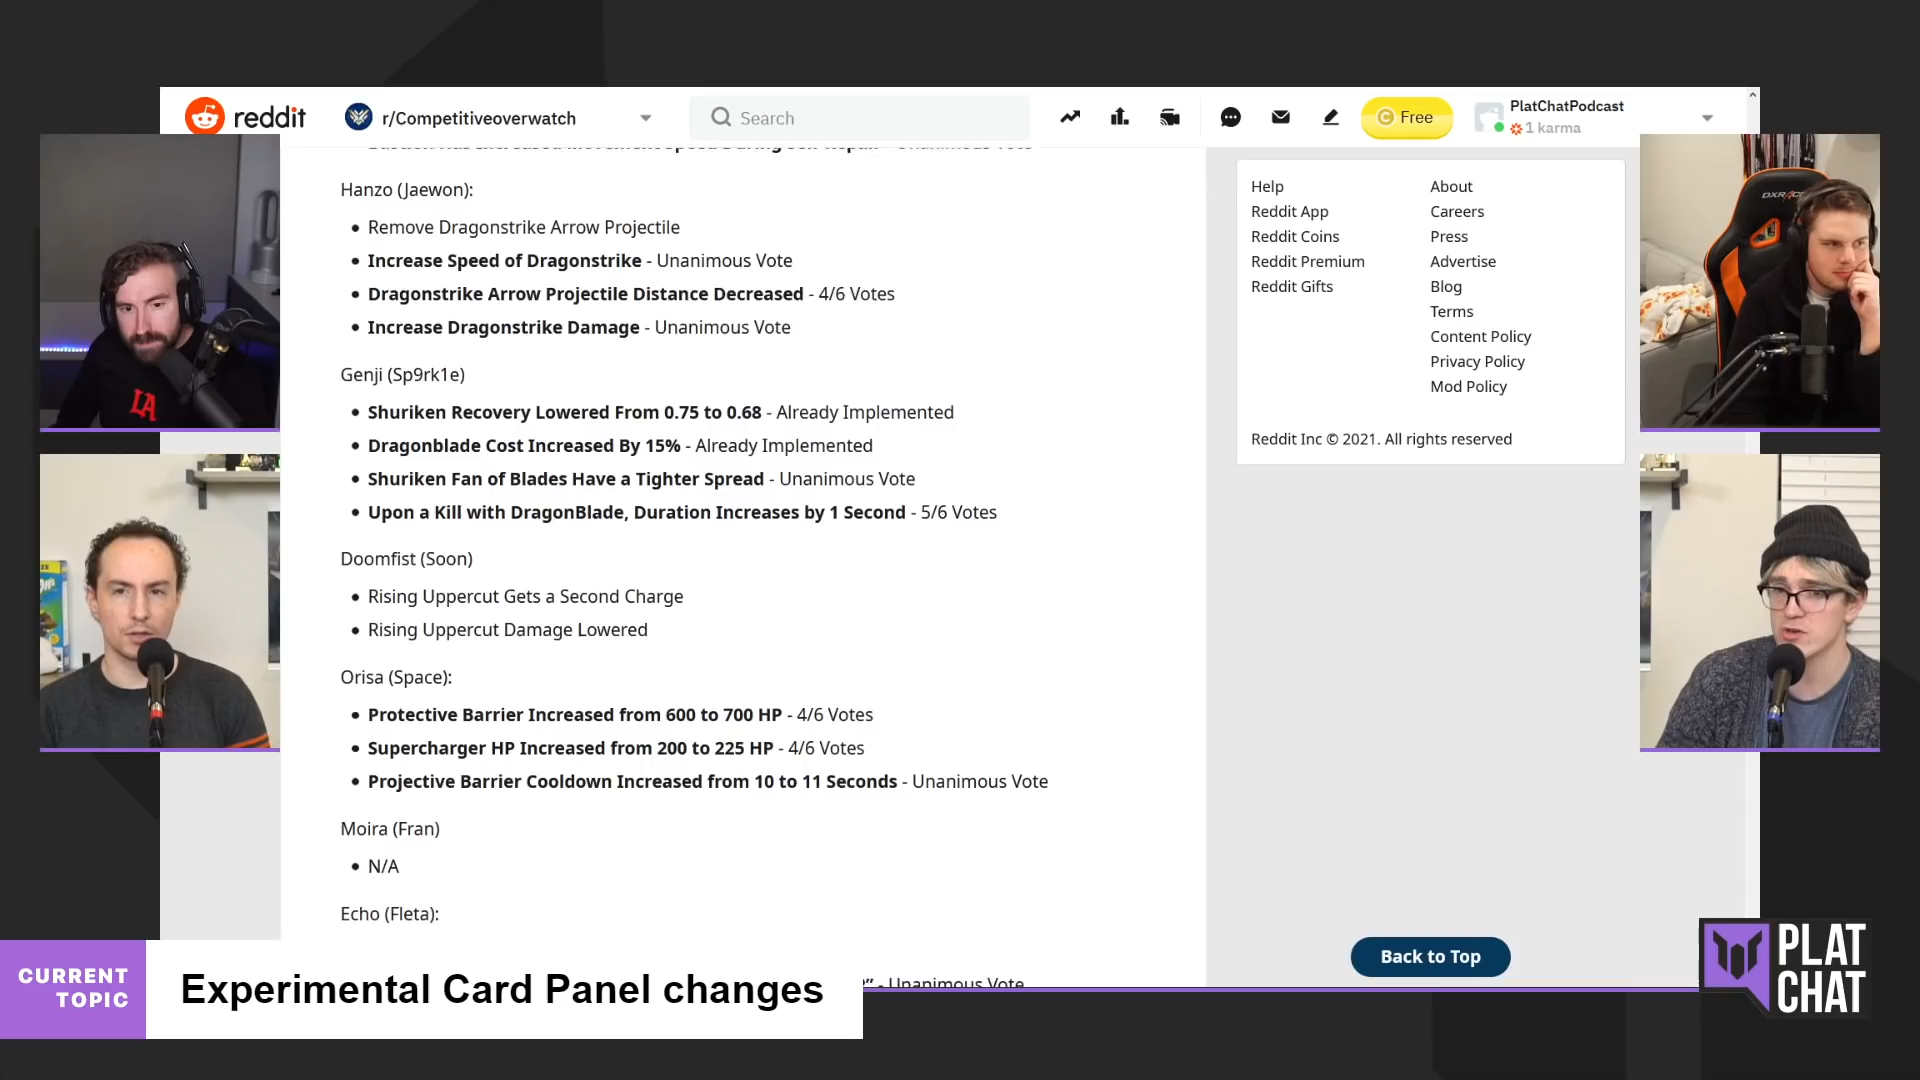 reddit
r/Competitiveoverwatch
Search
Free
PlatChatPodcast
1 karma
Hanzo (Jaewon):
Remove Dragonstrike Arrow Projectile
Increase Speed of Dragonstrike - Unanimous Vote
Dragonstrike Arrow Projectile Distance Decreased - 4/6 Votes
Increase Dragonstrike Damage - Unanimous Vote
Genji (Sp9rk1e)
Shuriken Recovery Lowered From 0.75 to 0.68 - Already Implemented
Dragonblade Cost Increased By 15% - Already Implemented
Shuriken Fan of Blades Have a Tighter Spread - Unanimous Vote
Upon a Kill with DragonBlade, Duration Increases by 1 Second - 5/6 Votes
Doomfist (Soon)
Rising Uppercut Gets a Second Charge
Rising Uppercut Damage Lowered
Orisa (Space):
Protective Barrier Increased from 600 to 700 HP - 4/6 Votes
Supercharger HP Increased from 200 to 225 HP - 4/6 Votes
Projective Barrier Cooldown Increased from 10 to 11 Seconds - Unanimous Vote
Moira (Fran)
N/A
Echo (Fleta):
" - Unanimous Vote
Help
Reddit App
Reddit Coins
Reddit Premium
Reddit Gifts
About
Careers
Press
Advertise
Blog
Terms
Content Policy
Privacy Policy
Mod Policy
Reddit Inc © 2021. All rights reserved
Back to Top
DXRACER
LA
CURRENT
TOPIC
Experimental Card Panel changes
PLAT
CHAT